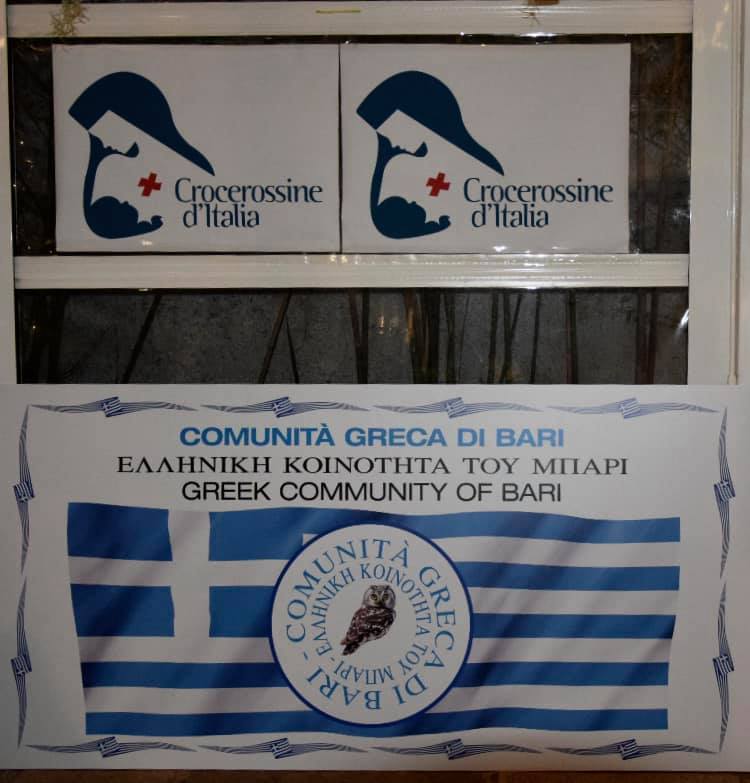 Crocerossine
d'Italia
Crocerossine
d'Italia
COMUNITÀ GRECA DI BARI
ΕΛΛΗΝΙΚΗ ΚΟΙΝΟΤΗΤΑ ΤΟΥ ΜΠΑΡΙ
GREEK COMMUNITY OF BARI
COMUNITÀ GRECA DI BARI -
ΕΛΛΗΝΙΚΗ ΚΟΙΝΟΤΗΤΑ ΤΟΥ ΜΠΑΡΙ -